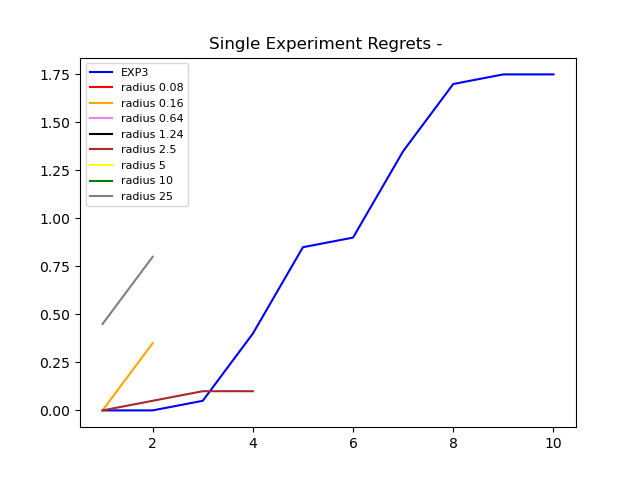 Single Experiment Regrets -
EXP3
radius 0.08
radius 0.16
radius 0.64
radius 1.24
radius 2.5
radius 5
radius 10
radius 25
1.75
1.50
1.25
1.00
0.75
0.50
0.25
0.00
2 4 6 8 10